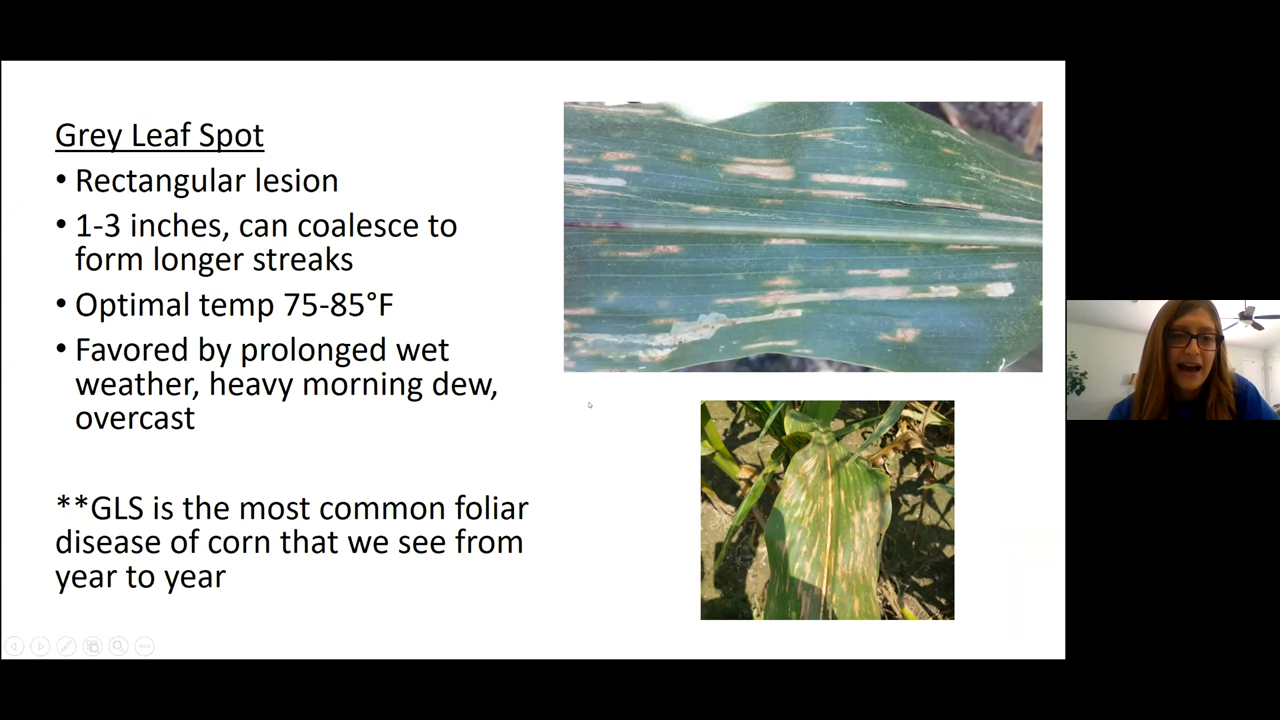 Grey Leaf Spot
• Rectangular lesion
• 1-3 inches, can coalesce to
form longer streaks
• Optimal temp 75-85°F
• Favored by prolonged wet
weather, heavy morning dew,
overcast
**GLS is the most common foliar
disease of corn that we see from
year to year